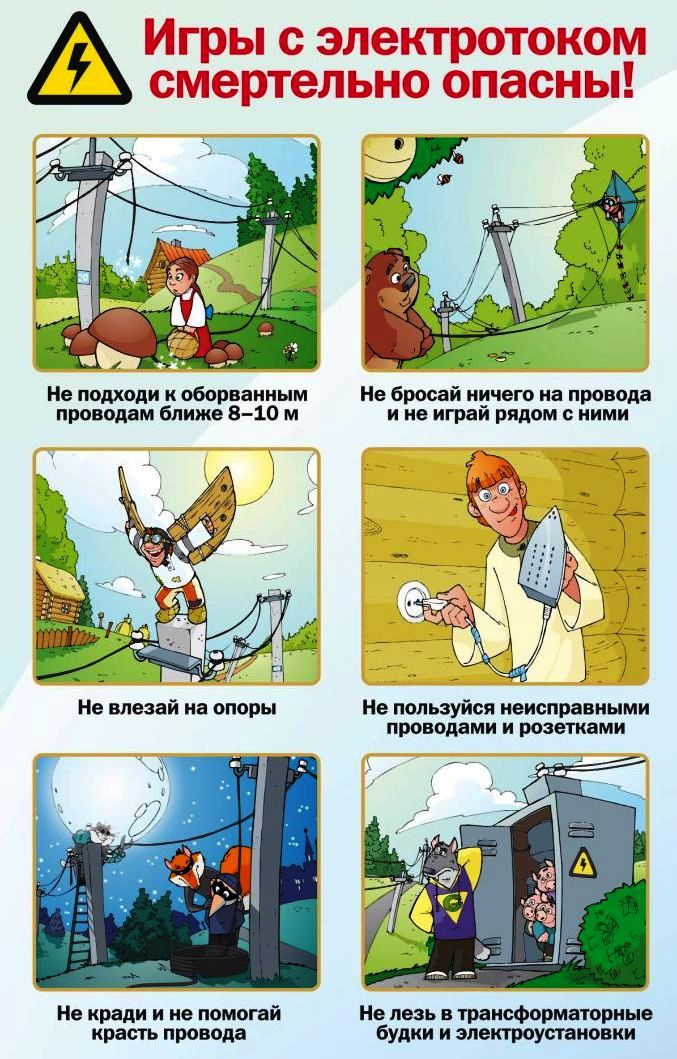 Игры с электротоком
смертельно опасны!
Не подходи к оборванным
проводам ближе 8–10 м
Не бросай ничего на провода
и не играй рядом с ними
Не влезай на опоры
Не пользуйся неисправными
проводами и розетками
Не кради и не помогай
красть провода
Не лезь в трансформаторные
будки и электроустановки